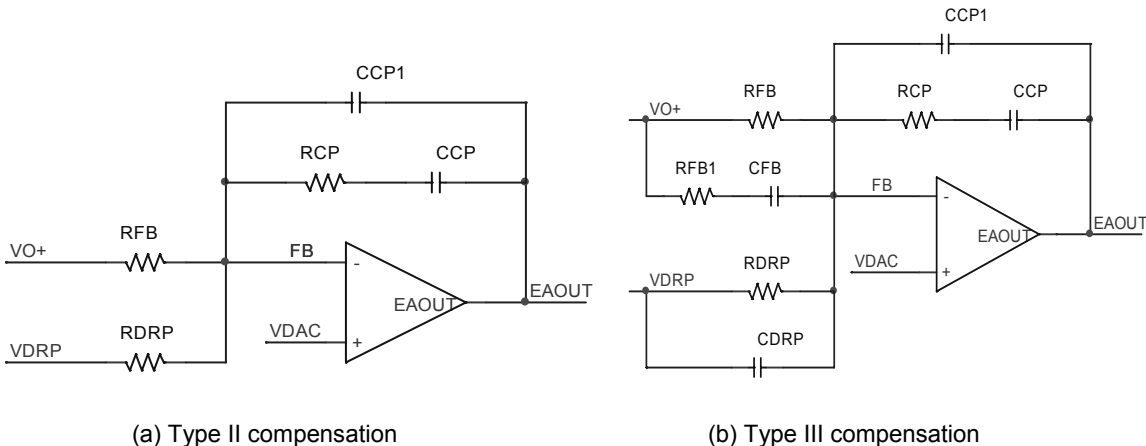 CCP1
RCP
CCP
RFB
VO+
FB
-
EAOUT
EAOUT
RDRP
VDRP
VDAC
+
(a) Type II compensation
CCP1
RFB
RCP
CCP
VO+
RFB1
CFB
FB
-
EAOUT
EAOUT
VDAC
+
RDRP
VDRP
CDRP
(b) Type III compensation